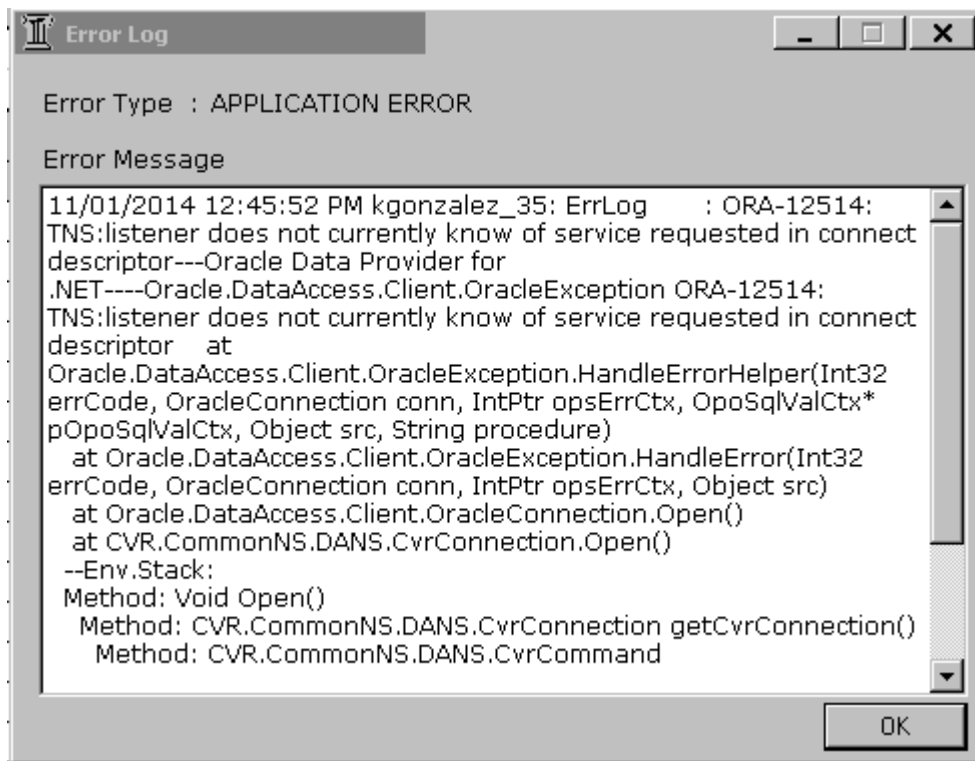 Error Log
Error Type : APPLICATION ERROR
Error Message
11/01/2014 12:45:52 PM kgonzalez_35: ErrLog : ORA-12514:
TNS:listener does not currently know of service requested in connect
descriptor---Oracle Data Provider for
.NET----Oracle.DataAccess.Client.OracleException ORA-12514:
TNS:listener does not currently know of service requested in connect
descriptor at
Oracle.DataAccess.Client.OracleException.HandleErrorHelper(Int32
errCode, OracleConnection conn, IntPtr opsErrCtx, OpoSqlValCtx*
pOpoSqlValCtx, Object src, String procedure)
at Oracle.DataAccess.Client.OracleException.HandleError(Int32
errCode, OracleConnection conn, IntPtr opsErrCtx, Object src)
at Oracle.DataAccess.Client.OracleConnection.Open()
at CVR.CommonNS.DANS.CvrConnection.Open()
--Env.Stack:
Method: Void Open()
Method: CVR.CommonNS.DANS.CvrConnection getCvrConnection()
Method: CVR.CommonNS.DANS.CvrCommand
OK